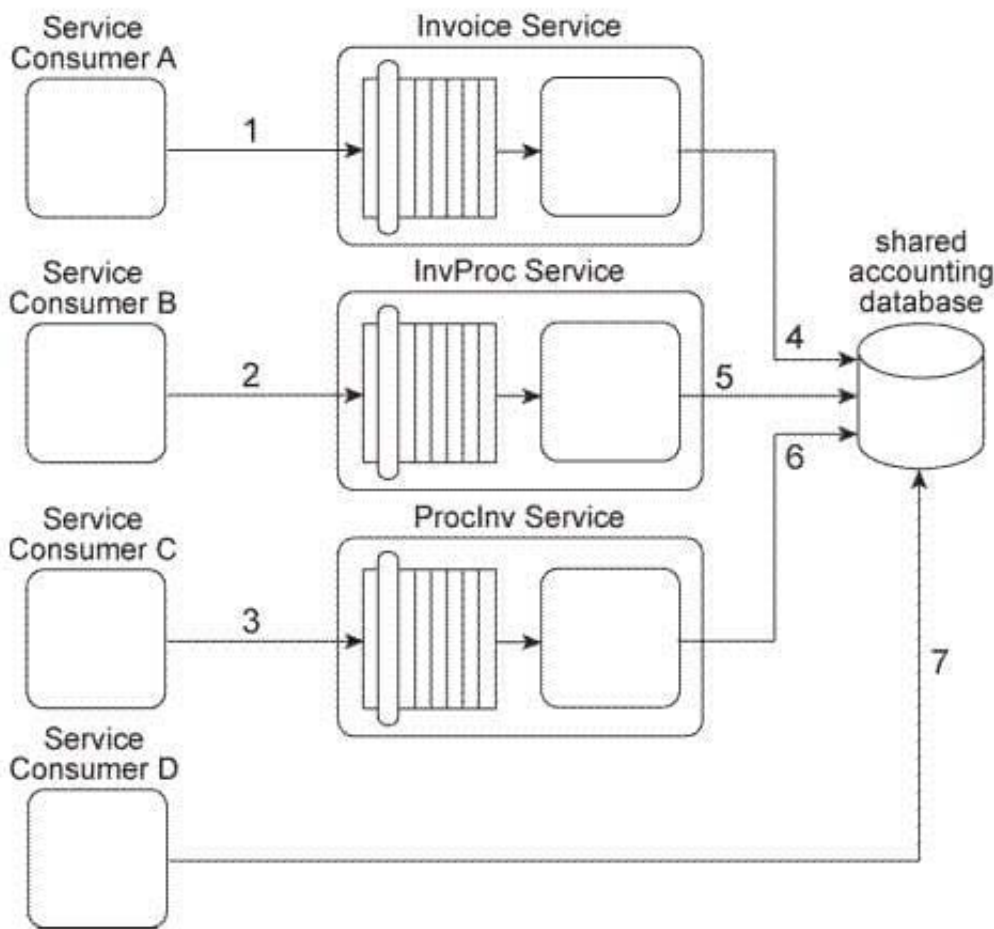 Service
Consumer A
Invoice Service
1
Service
Consumer B
InvProc Service
shared
accounting
database
2
4
5
6
Service
Consumer C
ProcInv Service
3
7
Service
Consumer D